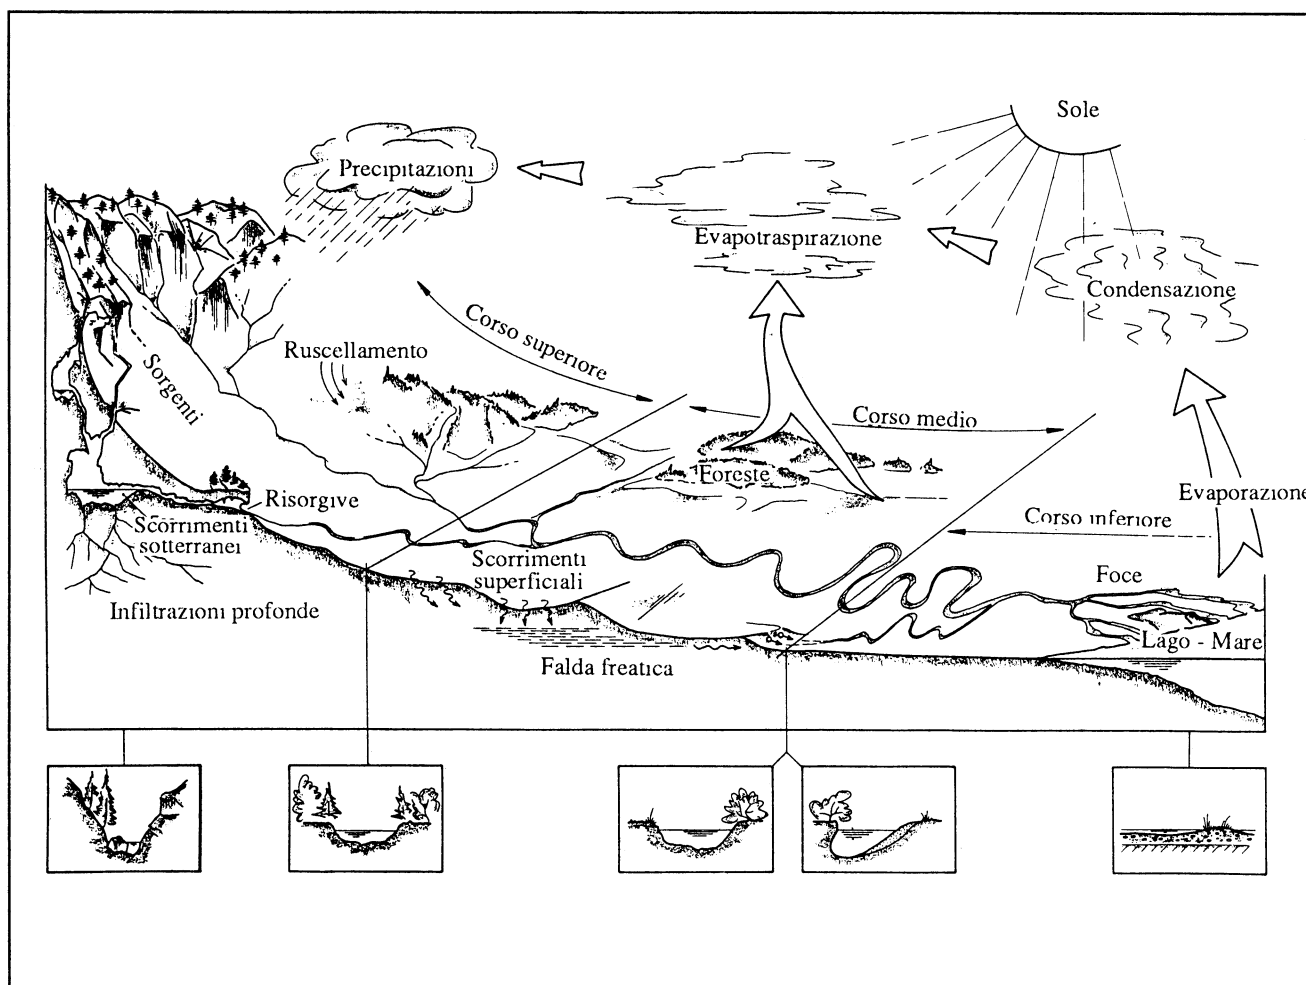 Sole
Precipitazioni
Evapotraspirazione
Condensazione
Corso superiore
Ruscellamento
Sorgenti
Corso medio
Foreste
Evaporazione
Risorgive
Corso inferiore
Scorrimenti
sotterranei
Scorrimenti
superficiali
Foce
Infiltrazioni profonde
Lago - Mare
Falda freatica